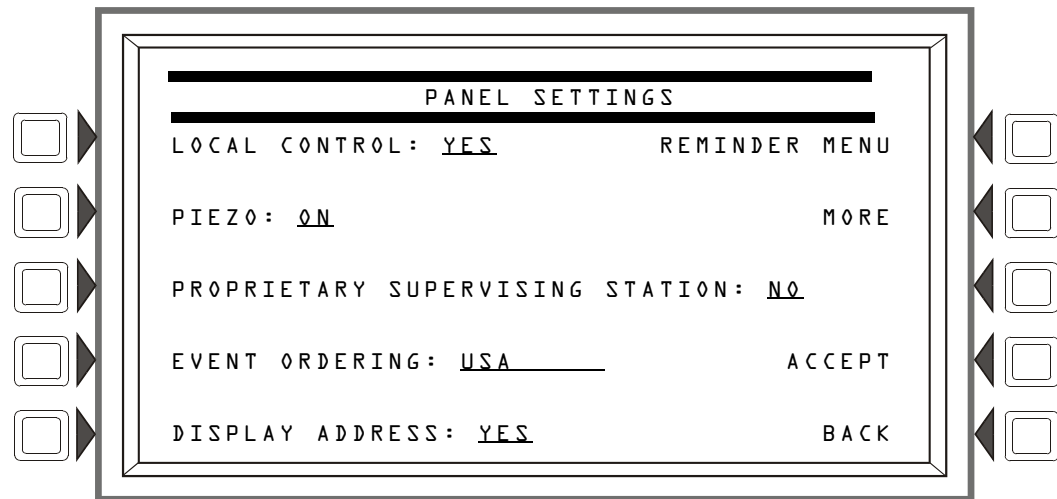 PANEL SETTINGS
LOCAL CONTROL: YES REMINDER MENU
PIEZO: ON MORE
PROPRIETARY SUPERVISING STATION: NO
EVENT ORDERING: USA ACCEPT
DISPLAY ADDRESS: YES BACK